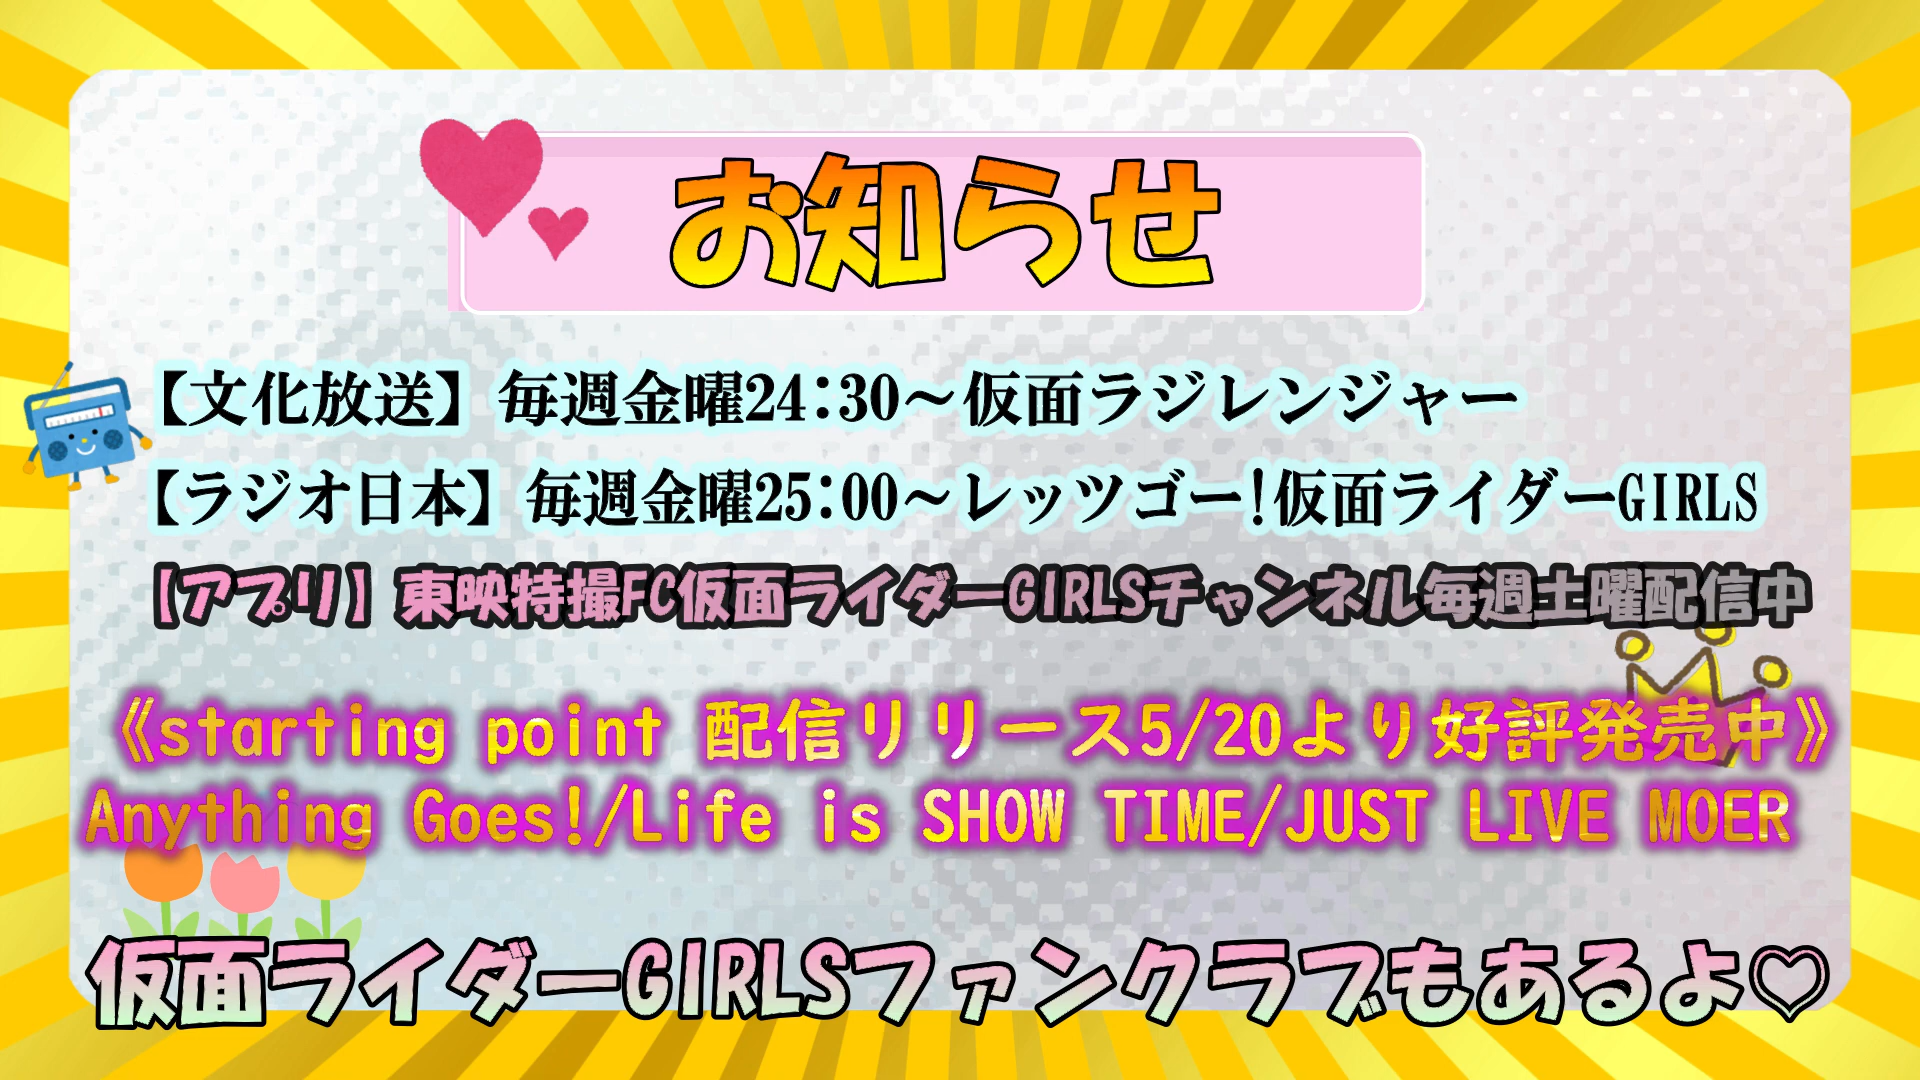 お知らせ
【文化放送】毎週金曜24:30～仮面ラジレンジャー
【ラジオ日本】毎週金曜25:00～レッツゴー!仮面ライダーGIRLS
【アプリ】東映特撮FC仮面ライダーGIRLSチャンネル毎週土曜配信中
《starting point 配信リリース5/20より好評発売中》
Anything Goes!/Life is SHOW TIME/JUST LIVE MOER
仮面ライダーGIRLSファンクラブもあるよ♡